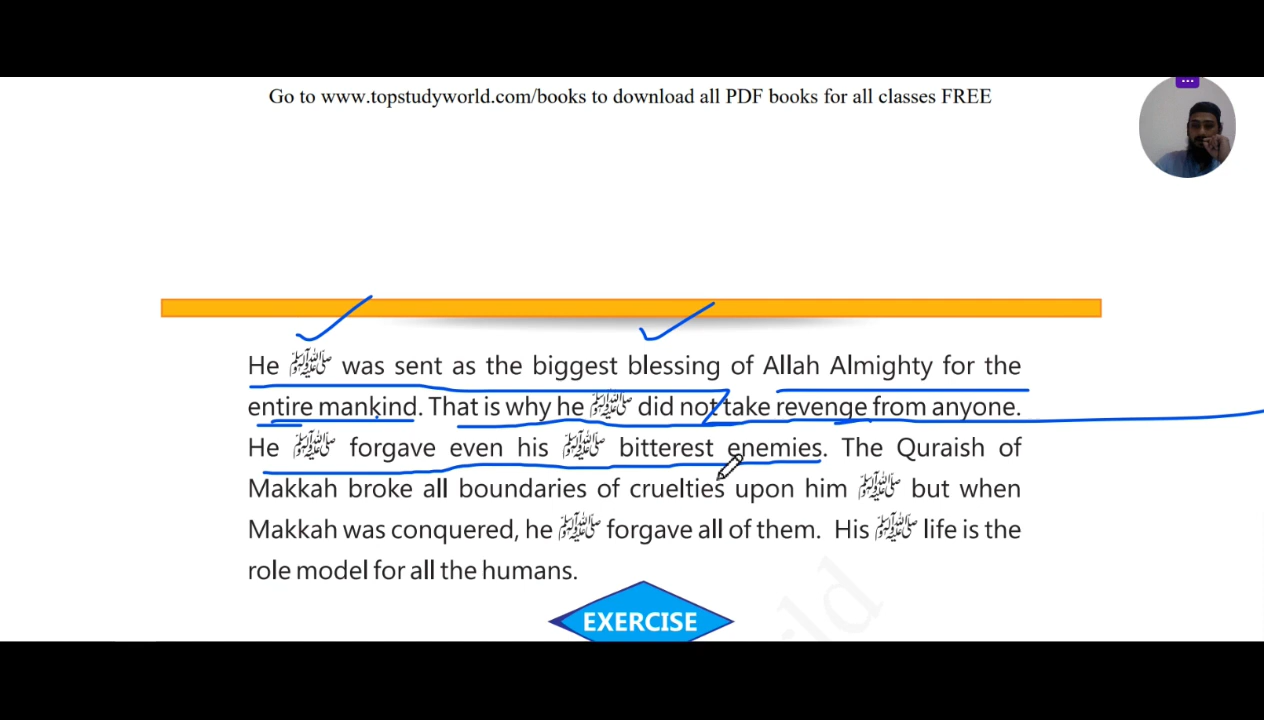 Go to www.topstudyworld.com/books to download all PDF books for all classes FREE
He ﷺ was sent as the biggest blessing of Allah Almighty for the
entire mankind. That is why he ﷺ did not take revenge from anyone.
He ﷺ forgave even his ﷺ bitterest enemies. The Quraish of
Makkah broke all boundaries of cruelties upon him ﷺ but when
Makkah was conquered, he ﷺ forgave all of them. His ﷺ life is the
role model for all the humans.
EXERCISE